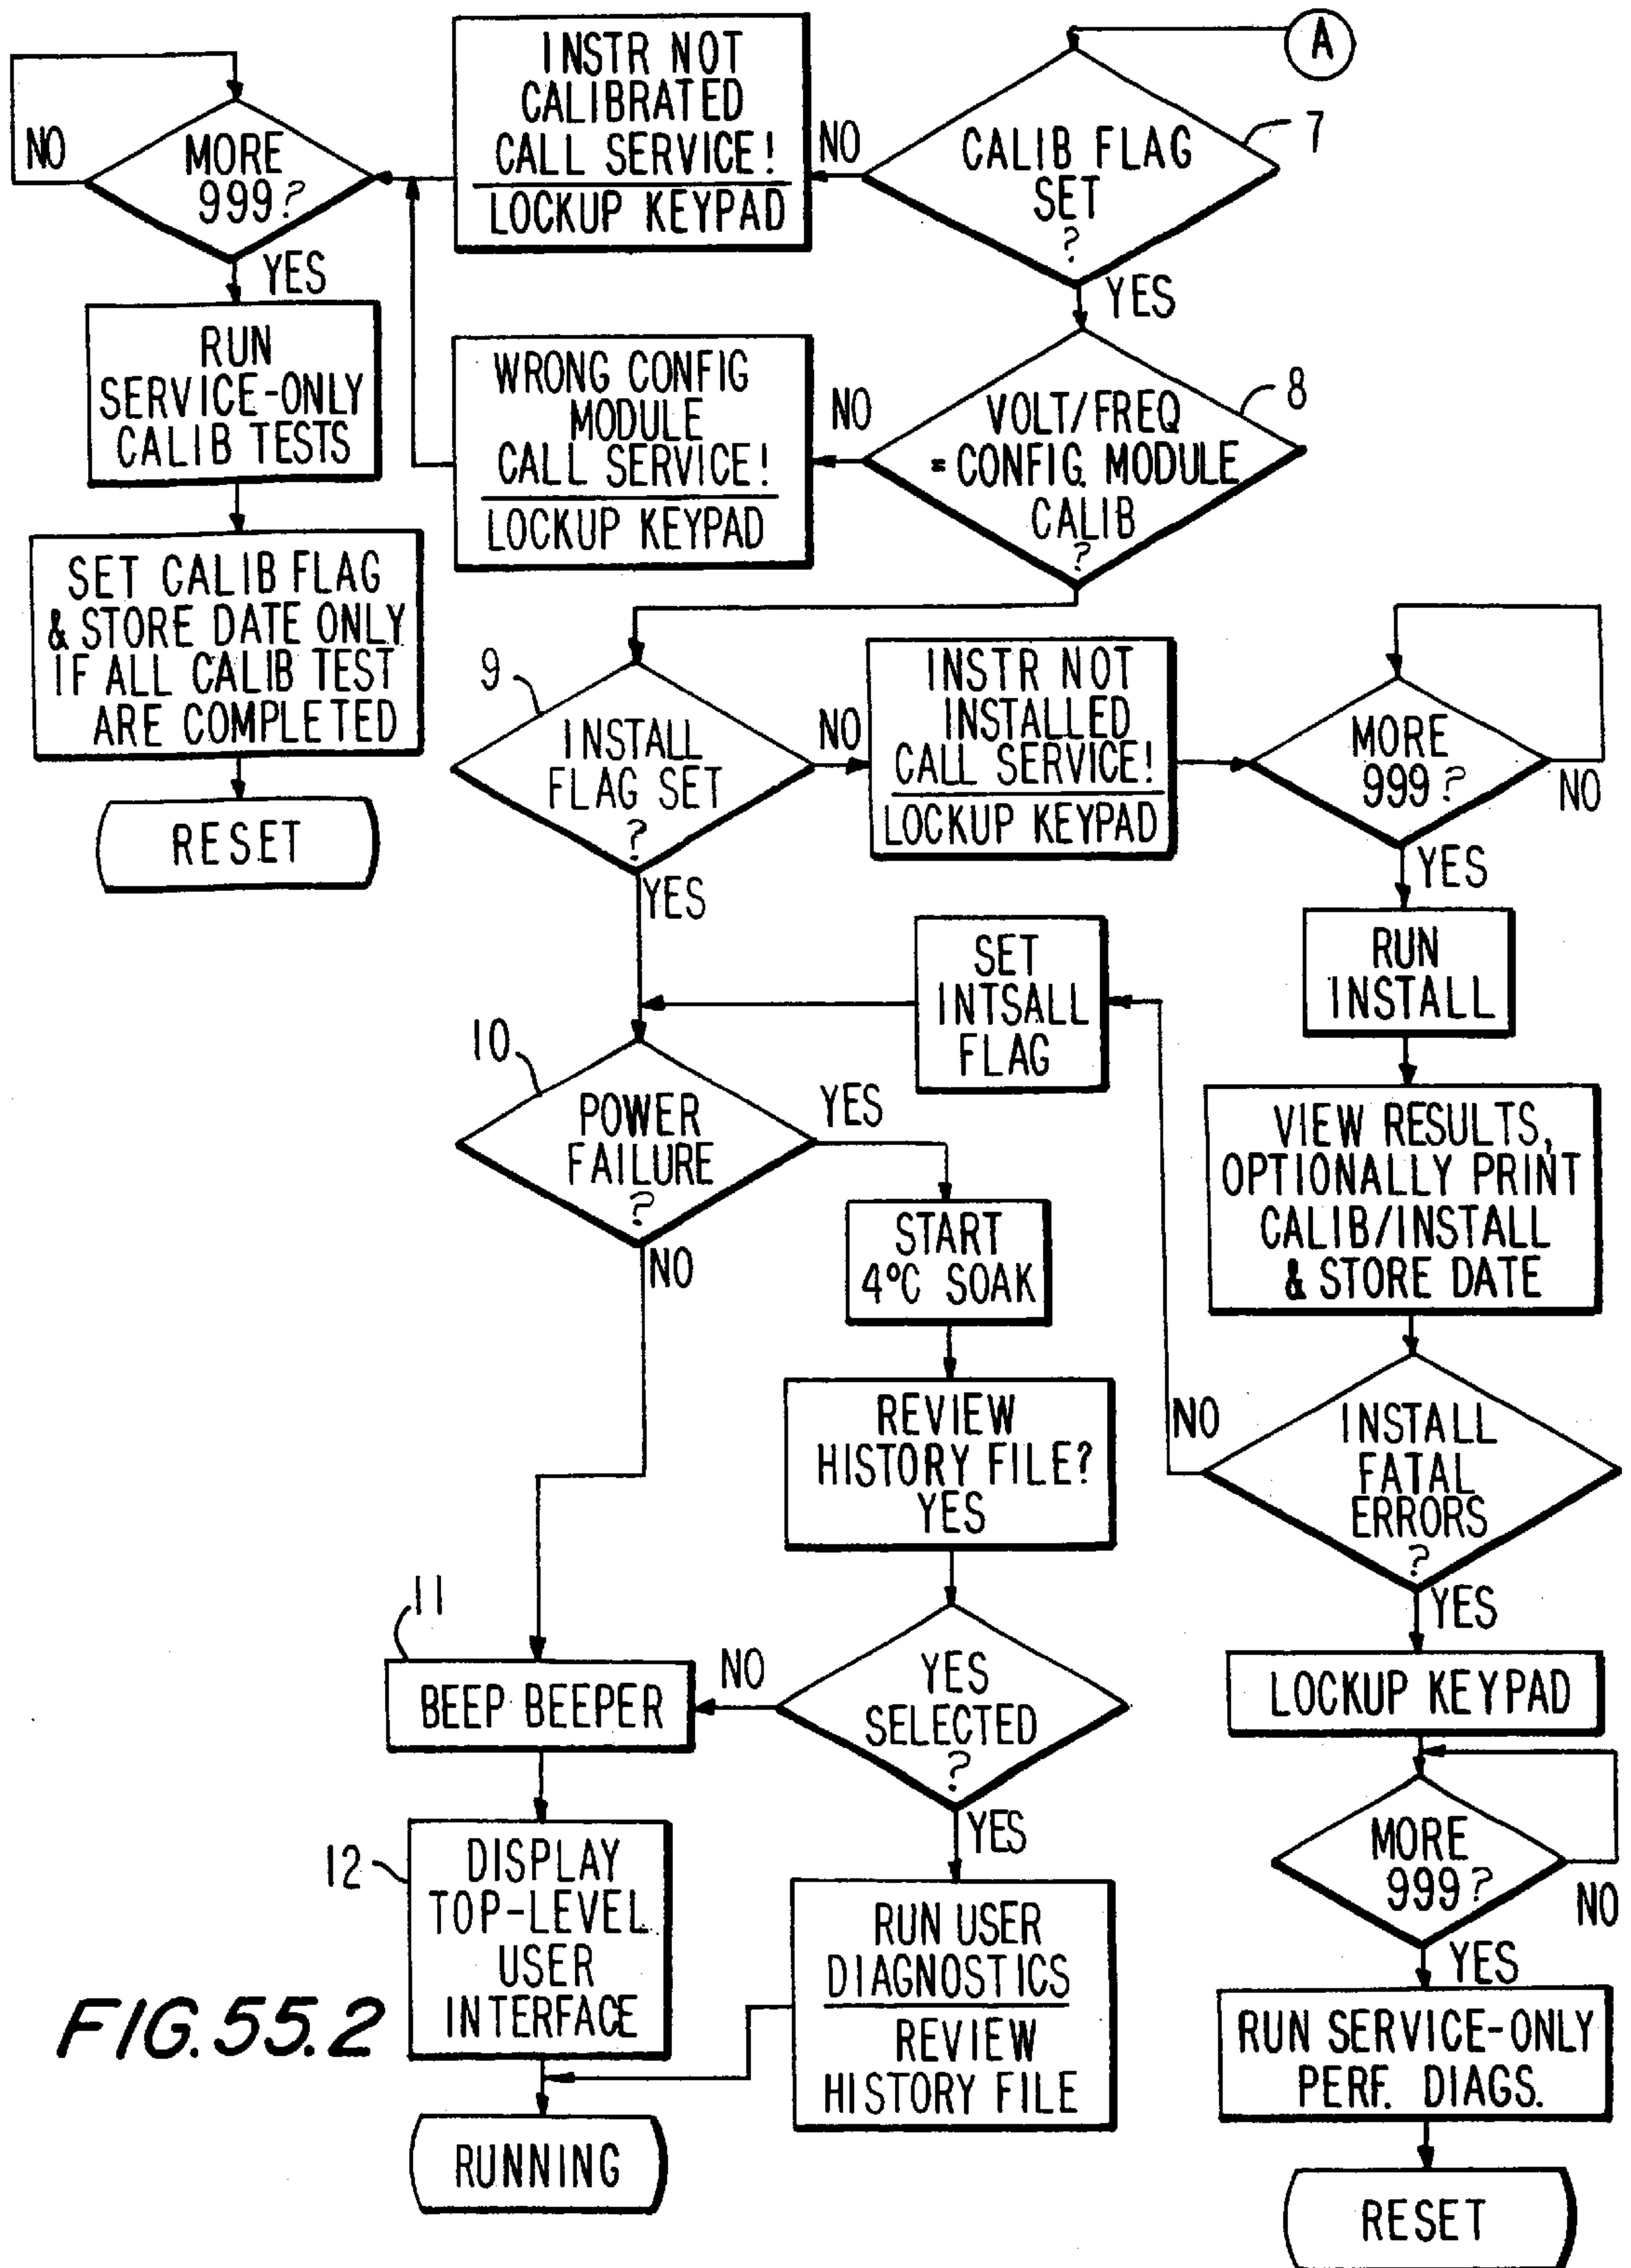 A
INSTR NOT
CALIBRATED
CALL SERVICE!
LOCKUP KEYPAD
NO
CALIB FLAG
SET
?
7
YES
NO
MORE
999?
YES
RUN
SERVICE-ONLY
CALIB TESTS
SET CALIB FLAG
& STORE DATE ONLY
IF ALL CALIB TEST
ARE COMPLETED
RESET
WRONG CONFIG
MODULE
CALL SERVICE!
LOCKUP KEYPAD
NO
VOLT/FREQ
= CONFIG. MODULE
CALIB
?
8
9
INSTALL
FLAG SET
?
NO
YES
INSTR NOT
INSTALLED
CALL SERVICE!
LOCKUP KEYPAD
MORE
999?
NO
YES
RUN
INSTALL
SET
INTSALL
FLAG
10
POWER
FAILURE
?
YES
NO
START
4°C SOAK
VIEW RESULTS,
OPTIONALLY PRINT
CALIB/INSTALL
& STORE DATE
REVIEW
HISTORY FILE?
YES
NO
INSTALL
FATAL
ERRORS
?
YES
11
BEEP BEEPER
NO
YES
SELECTED
?
YES
LOCKUP KEYPAD
MORE
999?
NO
YES
12
DISPLAY
TOP-LEVEL
USER
INTERFACE
RUN USER
DIAGNOSTICS
REVIEW
HISTORY FILE
RUN SERVICE-ONLY
PERF. DIAGS.
FIG.55.2
RUNNING
RESET